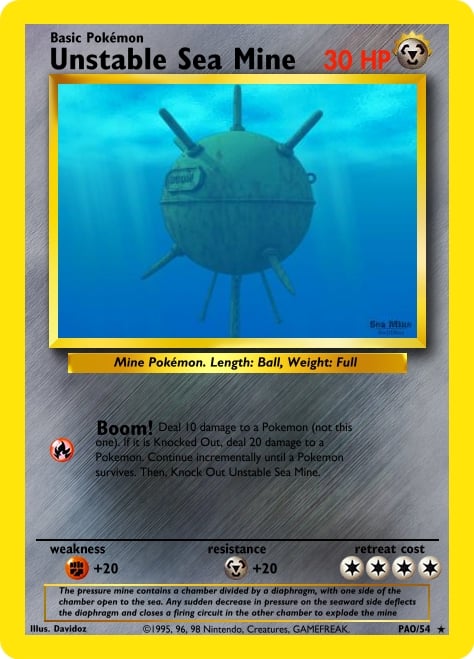 Basic Pokémon
Unstable Sea Mine 30 HP
Sea Mine
Mine Pokémon. Length: Ball, Weight: Full
Boom! Deal 10 damage to a Pokemon (not this
one). If it is Knocked Out, deal 20 damage to a
Pokemon. Continue incrementally until a Pokemon
survives. Then, Knock Out Unstable Sea Mine.
weakness resistance retreat cost
+20 +20
The pressure mine contains a chamber divided by a diaphragm, with one side of the
chamber open to the sea. Any sudden decrease in pressure on the seaward side deflects
the diaphragm and closes a firing circuit in the other chamber to explode the mine
Illus. Davidoz ©1995, 96, 98 Nintendo, Creatures, GAMEFREAK. PAO/54 ★